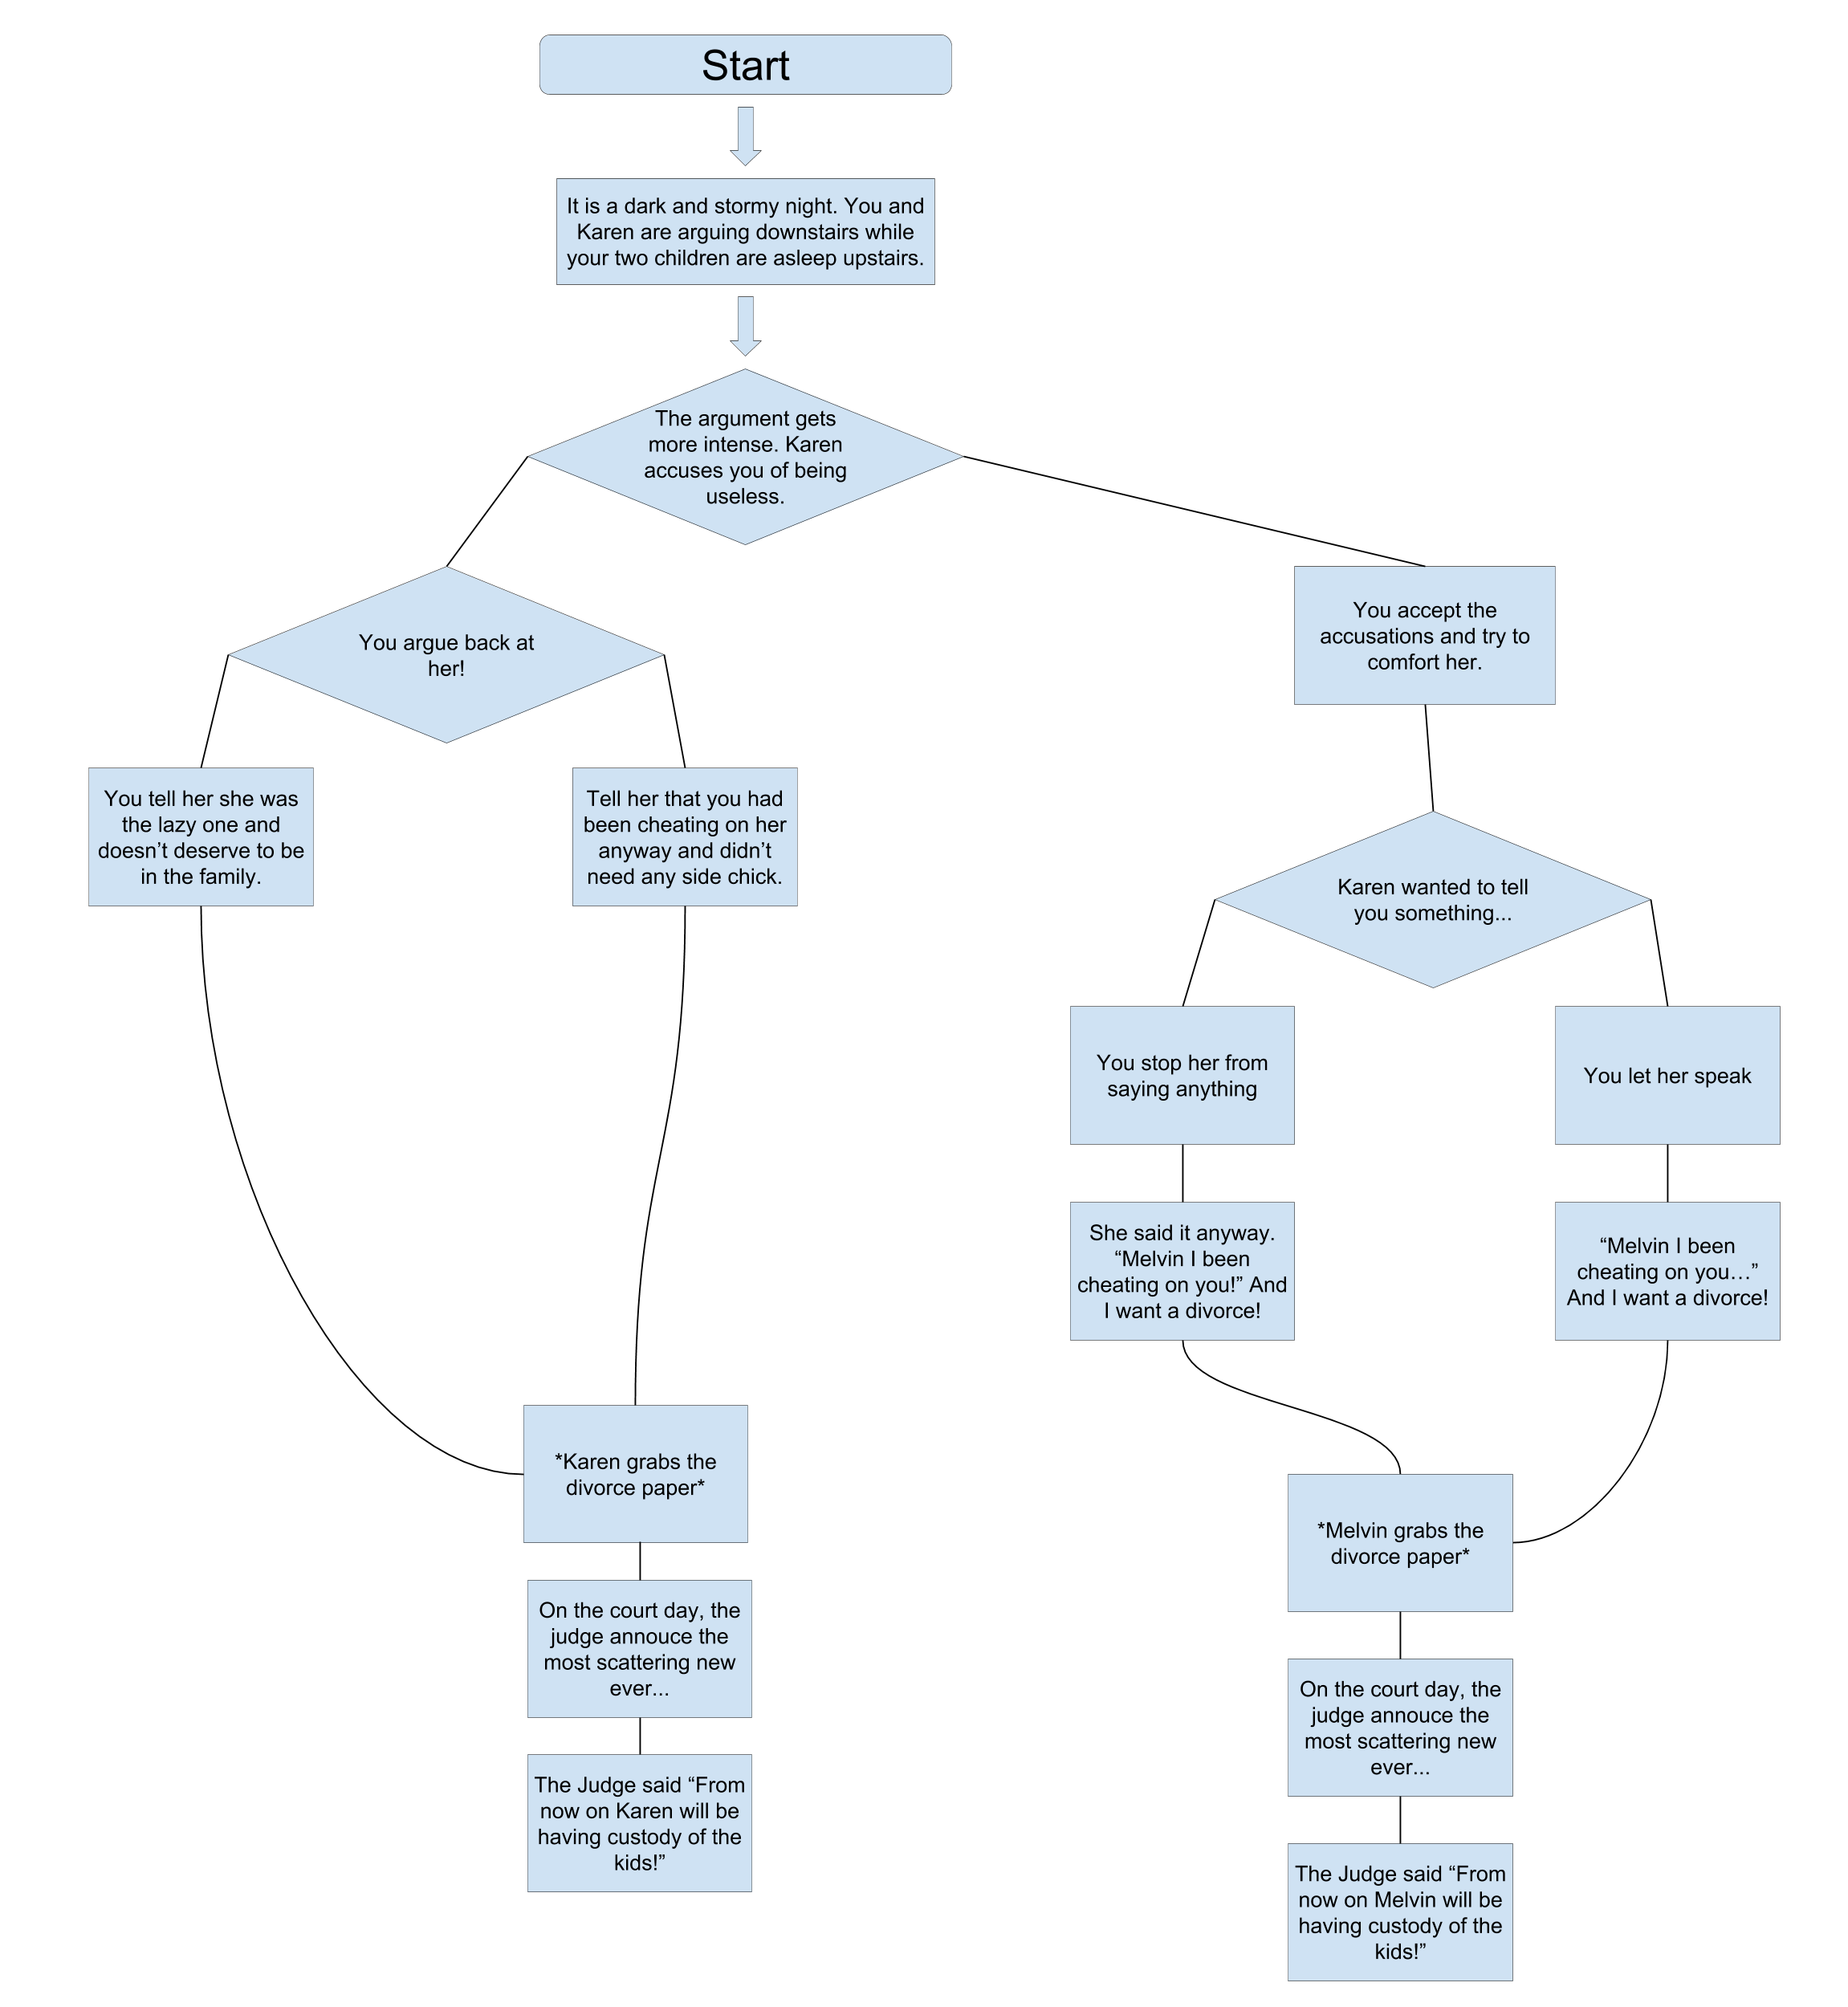 Start
It is a dark and stormy night. You and
Karen are arguing downstairs while
your two children are asleep upstairs.
The argument gets
more intense. Karen
accuses you of being
useless.
You argue back at
her!
You accept the
accusations and try to
comfort her.
You tell her she was
the lazy one and
doesn’t deserve to be
in the family.
Tell her that you had
been cheating on her
anyway and didn’t
need any side chick.
Karen wanted to tell
you something...
You stop her from
saying anything
You let her speak
She said it anyway.
“Melvin I been
cheating on you!” And
I want a divorce!
“Melvin I been
cheating on you…”
And I want a divorce!
*Karen grabs the
divorce paper*
*Melvin grabs the
divorce paper*
On the court day, the
judge annouce the
most scattering new
ever...
On the court day, the
judge annouce the
most scattering new
ever...
The Judge said “From
now on Karen will be
having custody of the
kids!”
The Judge said “From
now on Melvin will be
having custody of the
kids!”